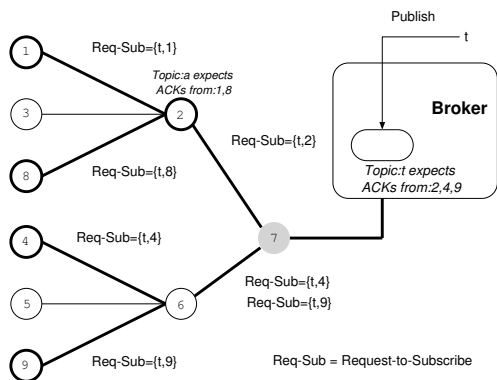 Publish
t
1
Req-Sub={t,1}
Topic:a expects
ACKs from:1,8
Broker
3
2
Req-Sub={t,2}
8
Req-Sub={t,8}
Topic:t expects
ACKs from:2,4,9
4
Req-Sub={t,4}
7
Req-Sub={t,4}
5
6
Req-Sub={t,9}
9
Req-Sub={t,9}
Req-Sub = Request-to-Subscribe